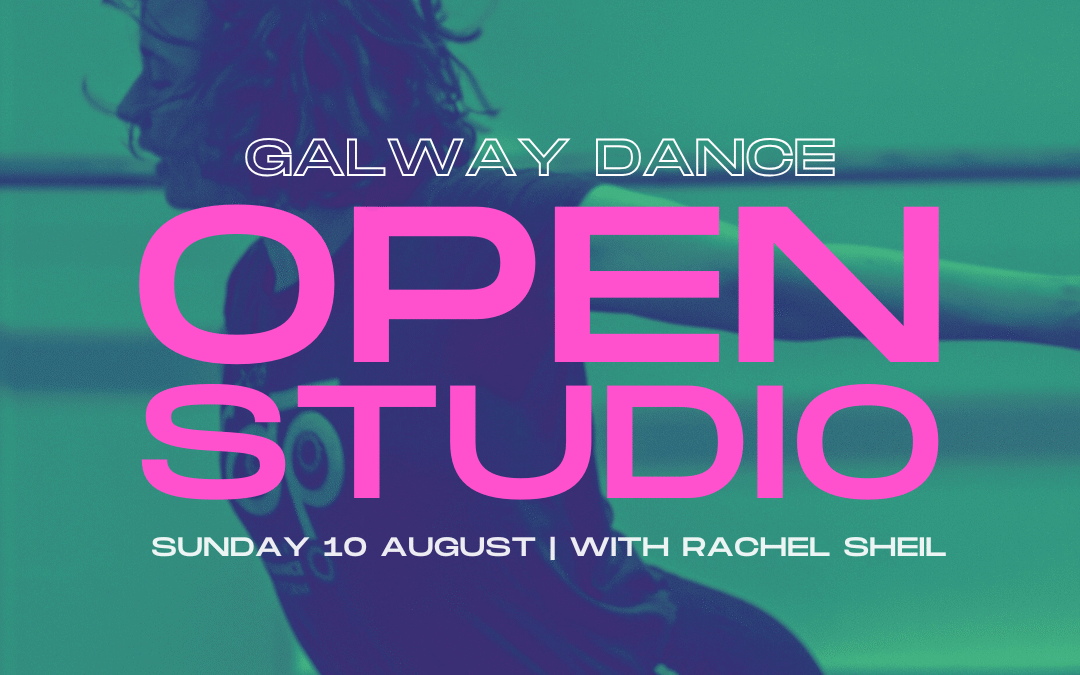 GALWAY DANCE
OPEN
STUDIO
SUNDAY 10 AUGUST | WITH RACHEL SHEIL